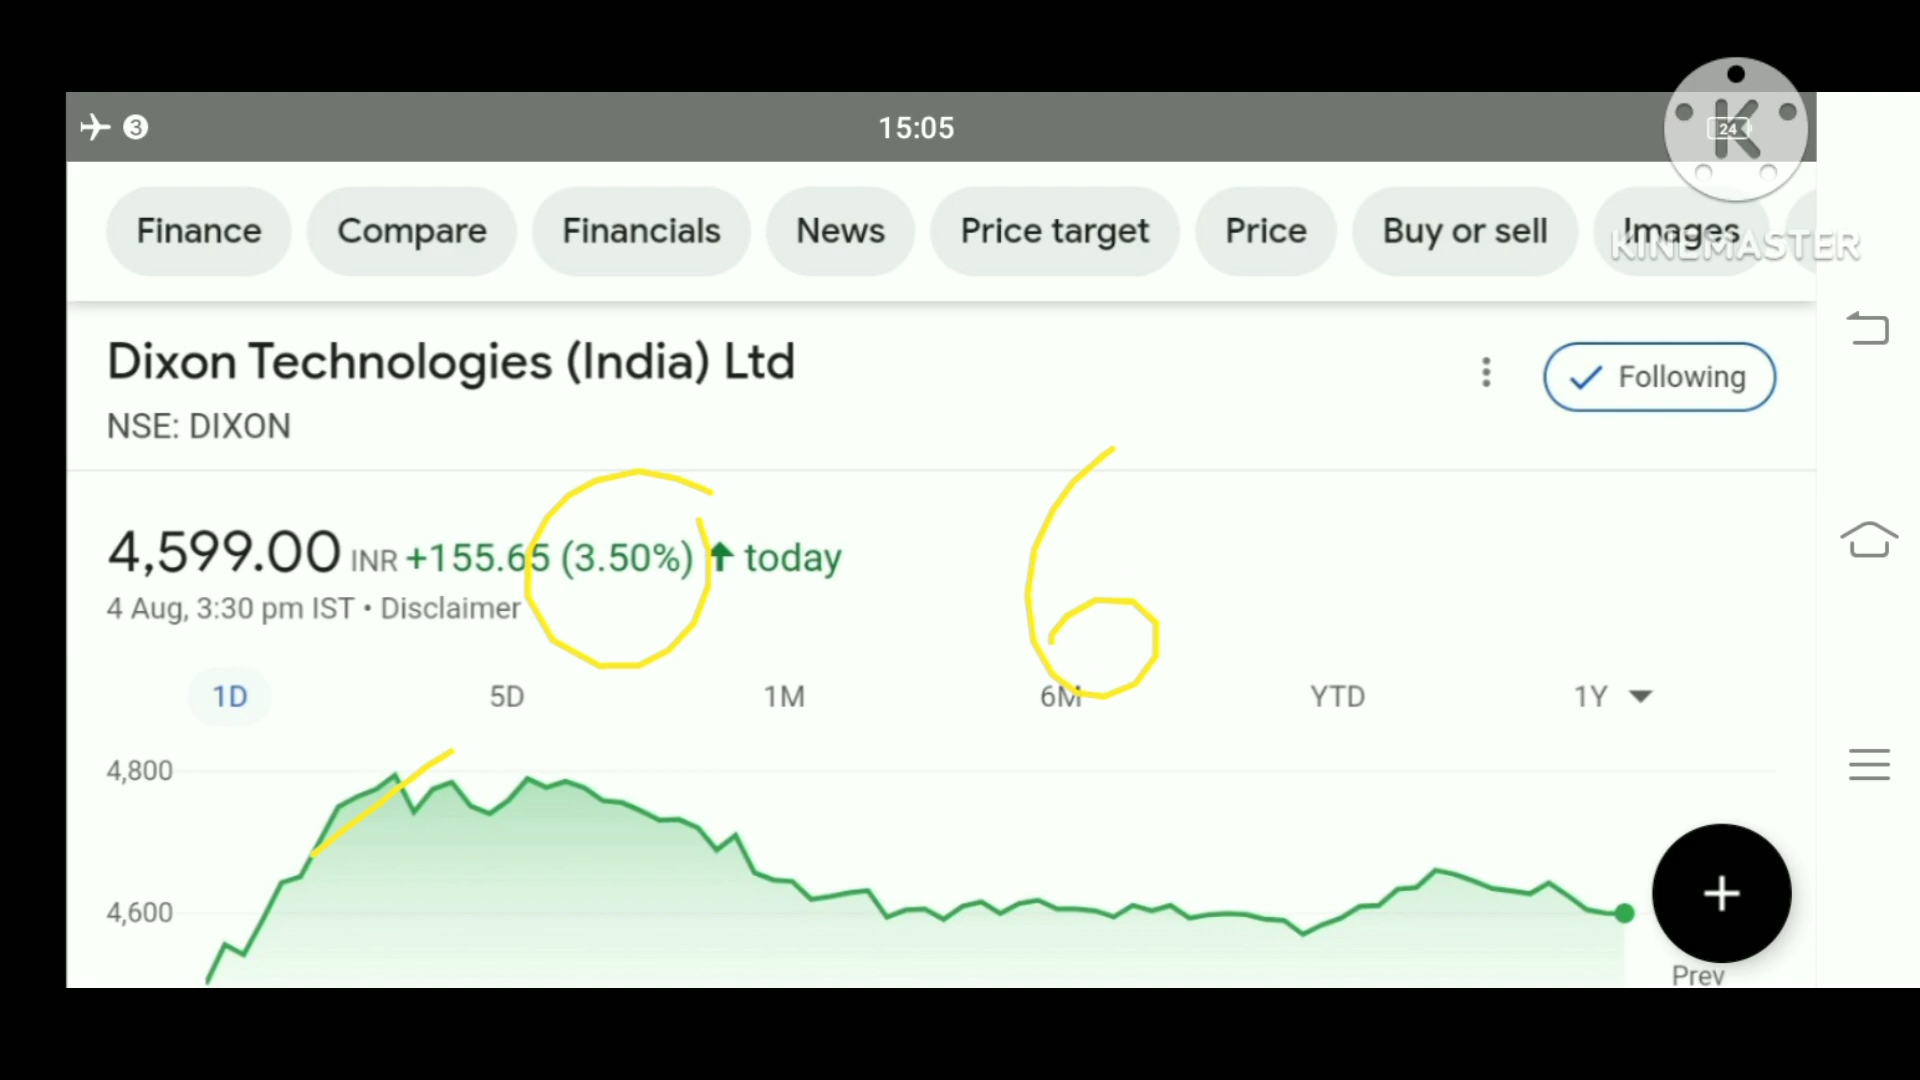 3 15:05 24
K
Finance Compare Financials News Price target Price Buy or sell Images
KINEMASTER
Dixon Technologies (India) Ltd
Following
NSE: DIXON
6
4,599.00 INR +155.65 (3.50%) today
4 Aug, 3:30 pm IST • Disclaimer
1D 5D 1M 6M YTD 1Y
4,800
4,600
+
Prev